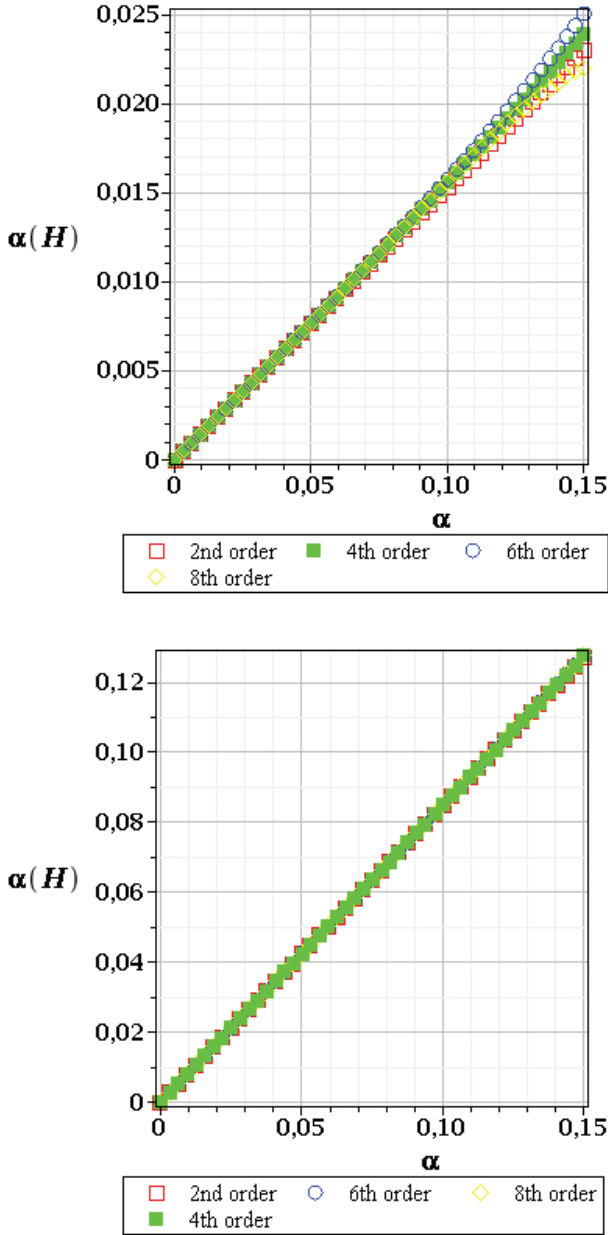 0,025
0,020
0,015
α(H)
0,010
0,005
0
0 0,05 0,10 0,15
α
2nd order 4th order 6th order
8th order
0,12
0,10
0,08
α(H)
0,06
0,04
0,02
0
0 0,05 0,10 0,15
α
2nd order 6th order 8th order
4th order